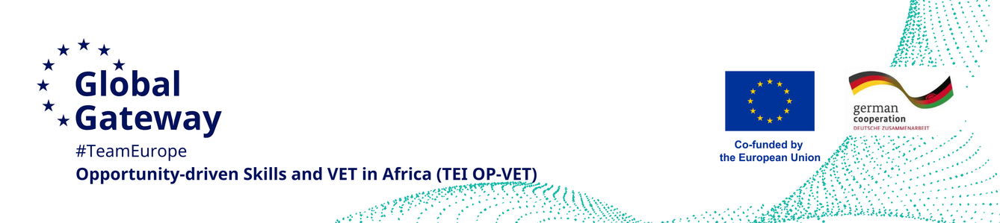 Global
Gateway
#TeamEurope
Opportunity-driven Skills and VET in Africa (TEI OP-VET)
Co-funded by
the European Union
german
cooperation
DEUTSCHE ZUSAMMENARBEIT